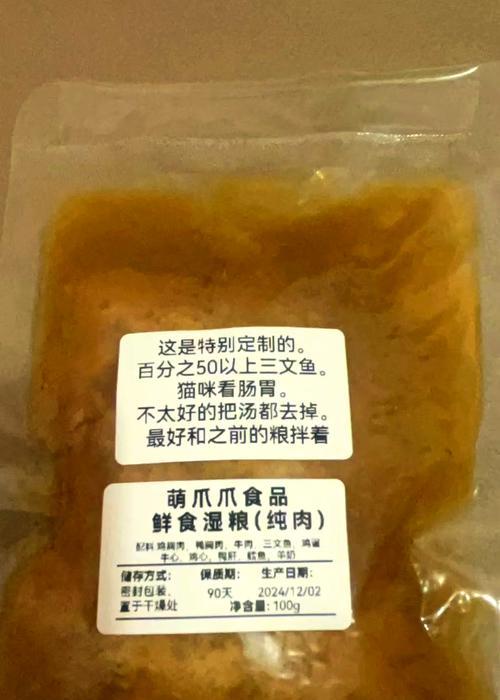 这是特别定制的。
百分之50以上三文鱼。
猫咪看肠胃。
不太好的把汤都去掉。
最好和之前的粮拌着
萌爪爪食品
鲜食湿粮(纯肉)
配料:鸡胸肉、鸭胸肉、牛肉、三文鱼、鸡蛋
牛心、鸡心、鸭肝、鳕鱼、羊奶
储存方式: 保质期: 生产日期:
密封包装、 90天 2024/12/02
置于干燥处 净含量: 100g